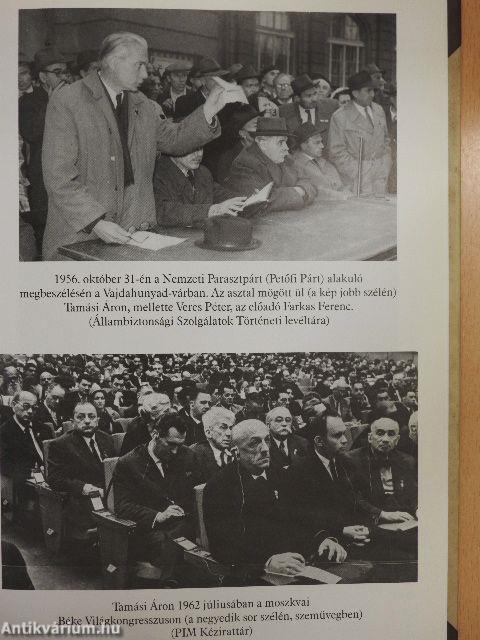 1956. október 31-én a Nemzeti Parasztpárt (Petőfi Párt) alakuló
megbeszélésén a Vajdahunyad-várban. Az asztal mögött ül (a kép jobb szélén)
Tamási Áron, mellette Veres Péter, az előadó Farkas Ferenc.
(Állambiztonsági Szolgálatok Történeti levéltára)
Tamási Áron 1962 júliusában a moszkvai
Béke Világkongresszuson (a negyedik sor szélén, szemüvegben)
(PIM Kézirattár)
Antikvárium.hu